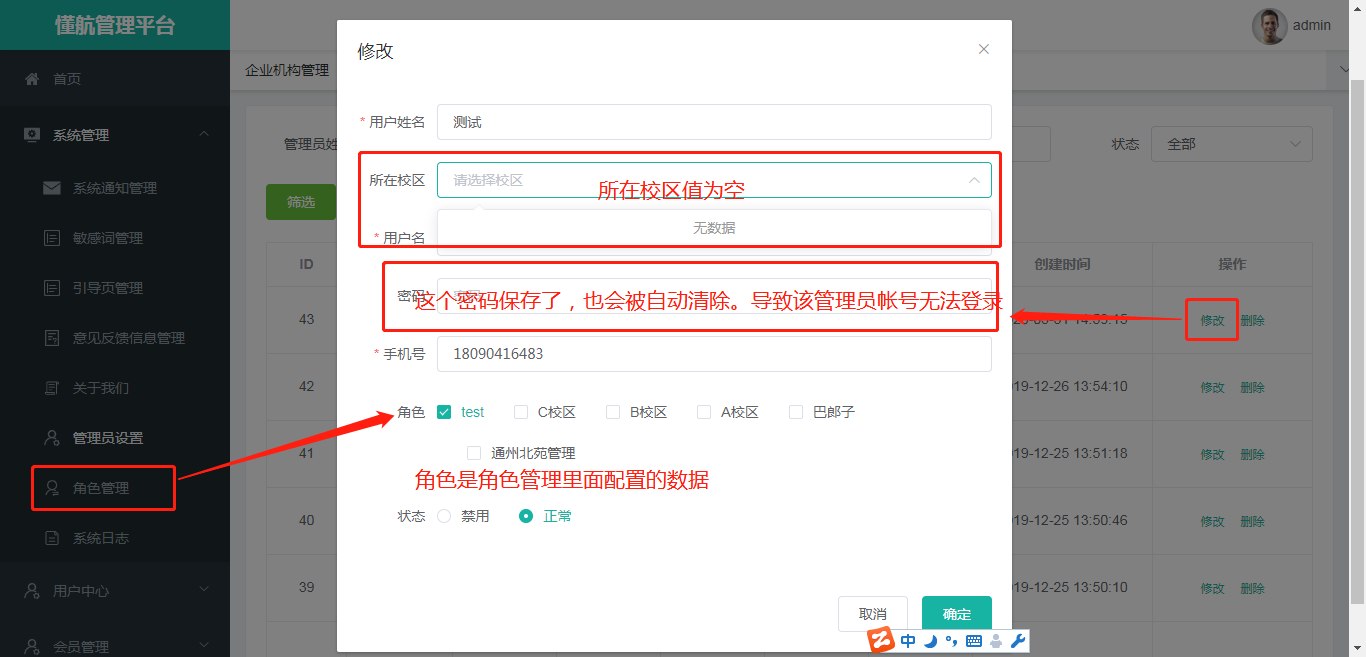 懂航管理平台
admin
首页
系统管理
系统通知管理
敏感词管理
引导页管理
意见反馈信息管理
关于我们
管理员设置
角色管理
系统日志
用户中心
会员管理
企业机构管理
管理员姓
状态
全部
筛选
ID
创建时间
操作
43
修改
删除
42
19-12-26 13:54:10
修改
删除
41
19-12-25 13:51:18
修改
删除
40
19-12-25 13:50:46
修改
删除
39
19-12-25 13:50:10
修改
删除
修改
* 用户姓名
测试
所在校区
请选择校区
所在校区值为空
无数据
* 用户名
密码
这个密码保存了，也会被自动清除。导致该管理员帐号无法登录
* 手机号
18090416483
角色
test
C校区
B校区
A校区
巴郎子
通州北苑管理
角色是角色管理里面配置的数据
状态
禁用
正常
取消
确定
中